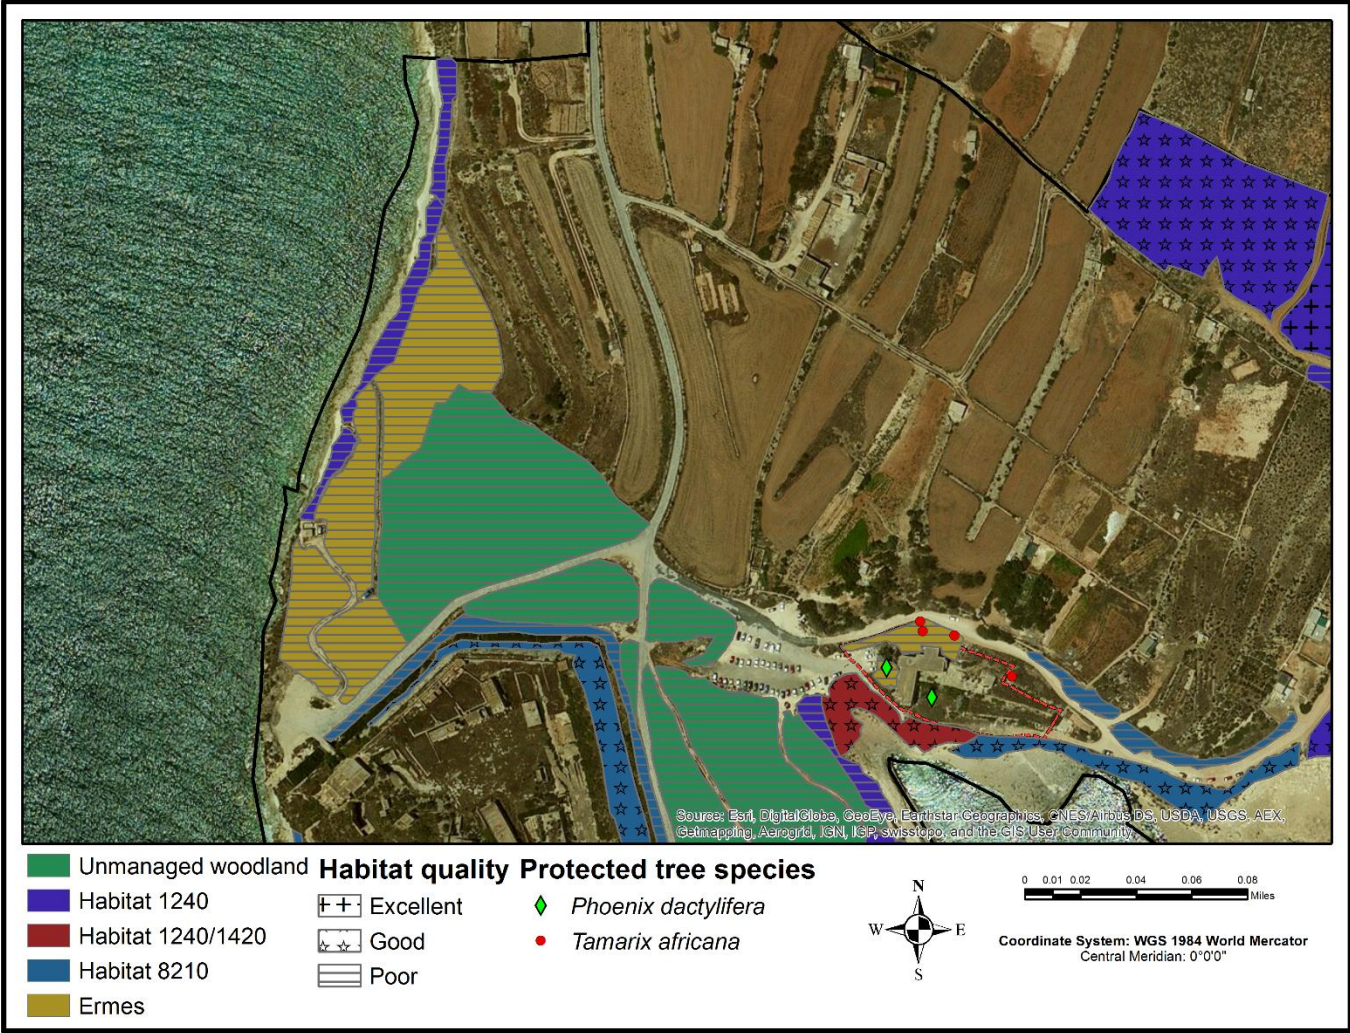 Source: Esri, DigitalGlobe, GeoEye, Earthstar Geographics, CNES/Airbus DS, USDA, USGS, AEX,
Getmapping, Aerogrid, IGN, IGP, swisstopo, and the GIS User Community
Unmanaged woodland
Habitat 1240
Habitat 1240/1420
Habitat 8210
Ermes
Habitat quality
Excellent
Good
Poor
Protected tree species
Phoenix dactylifera
Tamarix africana
N
W E
S
0 0.01 0.02 0.04 0.06 0.08
Miles
Coordinate System: WGS 1984 World Mercator
Central Meridian: 0°0'0"